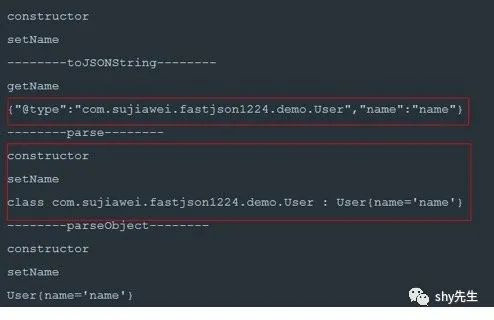 constructor
setName
--------toJSONString--------
getName
{"@type":"com.sujiawei.fastjson1224.demo.User","name":"name"}
--------parse--------
constructor
setName
class com.sujiawei.fastjson1224.demo.User : User{name='name'}
--------parseObject--------
constructor
setName
User{name='name'}
shy先生